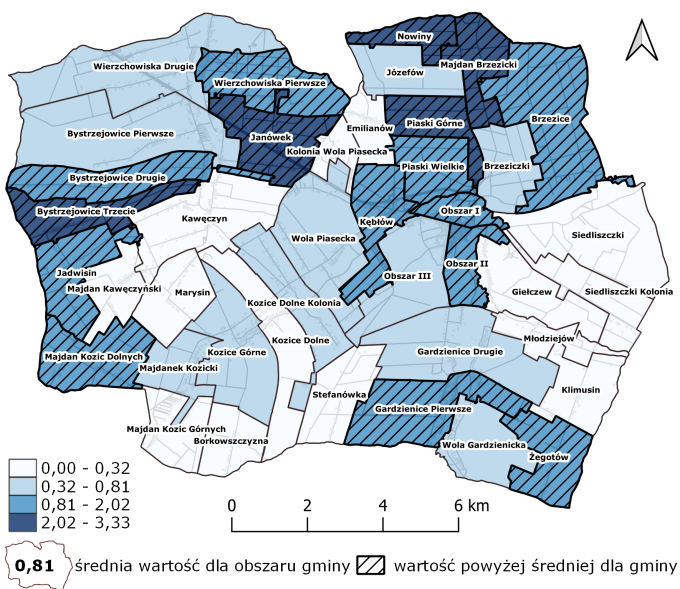 Nowiny
Wierzchowiska Drugie
Majdan Brzezicki
Józefów
Wierzchowiska Pierwsze
Brzezice
Piaski Górne
Emilianów
Bystrzejowice Pierwsze
Janówek
Kolonia Wola Piasecka
Piaski Wielkie
Brzeziczki
Bystrzejowice Drugie
Bystrzejowice Trzecie
Obszar I
Kawęczyn
Kębłów
Siedliszczki
Wola Piasecka
Obszar II
Jadwisin
Obszar III
Majdan Kawęczyński
Marysin
Giełczew
Siedliszczki Kolonia
Kozice Dolne Kolonia
Kozice Dolne
Młodziejów
Kozice Górne
Gardzienice Drugie
Majdan Kozic Dolnych
Majdanek Kozicki
Klimusin
Stefanówka
Gardzienice Pierwsze
Majdan Kozic Górnych
Borkowszczyzna
Wola Gardzienicka
Żegotów
0,00 - 0,32
0,32 - 0,81
0,81 - 2,02
2,02 - 3,33
0 2 4 6 km
0,81 średnia wartość dla obszaru gminy wartość powyżej średniej dla gminy